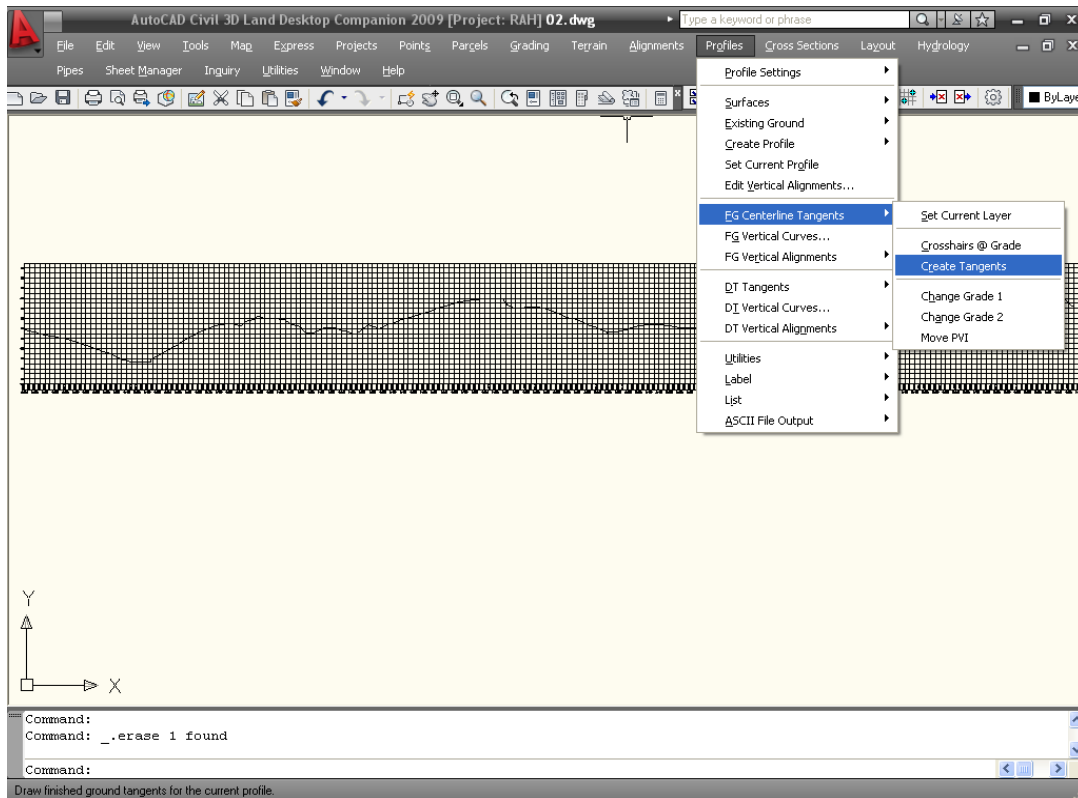 AutoCAD Civil 3D Land Desktop Companion 2009 [Project: RAH] 02.dwg Type a keyword or phrase
File Edit View Tools Map Express Projects Points Parcels Grading Terrain Alignments Profiles Cross Sections Layout Hydrology
Pipes Sheet Manager Inquiry Utilities Window Help
ByLaye
Profile Settings
Surfaces
Existing Ground
Create Profile
Set Current Profile
Edit Vertical Alignments...
FG Centerline Tangents
Set Current Layer
FG Vertical Curves...
Crosshairs @ Grade
FG Vertical Alignments
Create Tangents
DT Tangents
Change Grade 1
DT Vertical Curves...
Change Grade 2
DT Vertical Alignments
Move PVI
Utilities
Label
List
ASCII File Output
Y
X
Command:
Command: _.erase 1 found
Command:
Draw finished ground tangents for the current profile.